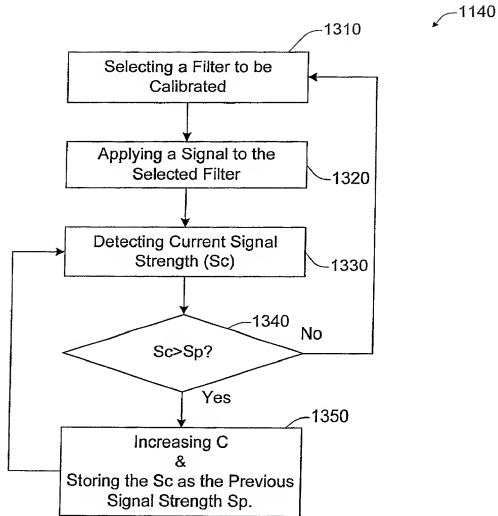 1140
1310
Selecting a Filter to be
Calibrated
Applying a Signal to the
Selected Filter
1320
Detecting Current Signal
Strength (Sc)
1330
1340
No
Sc>Sp?
Yes
1350
Increasing C
&
Storing the Sc as the Previous
Signal Strength Sp.